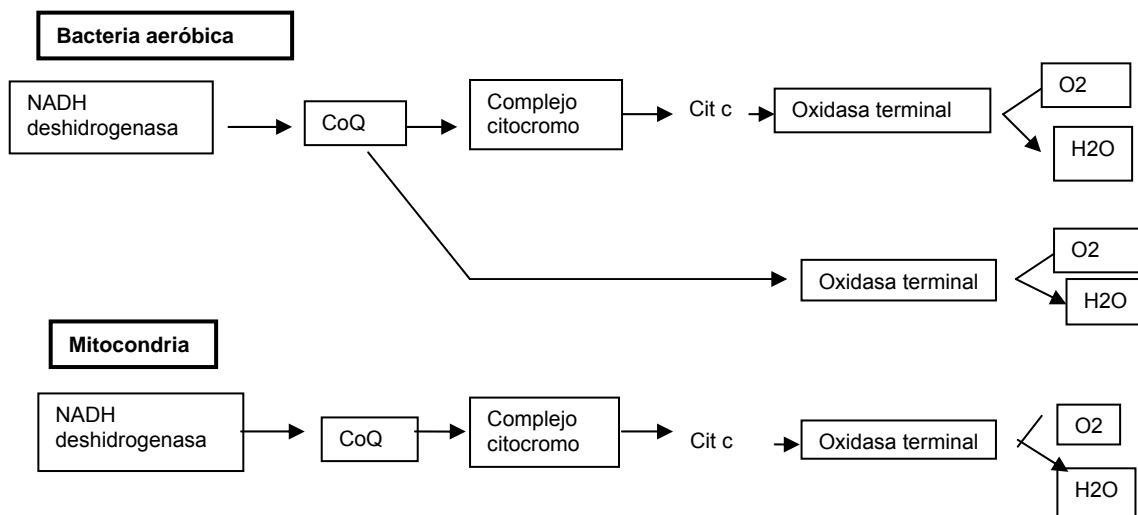 Bacteria aeróbica
NADH
deshidrogenasa
CoQ
Complejo
citocromo
Cit c
Oxidasa terminal
O2
H2O
Oxidasa terminal
O2
H2O
Mitocondria
NADH
deshidrogenasa
CoQ
Complejo
citocromo
Cit c
Oxidasa terminal
O2
H2O